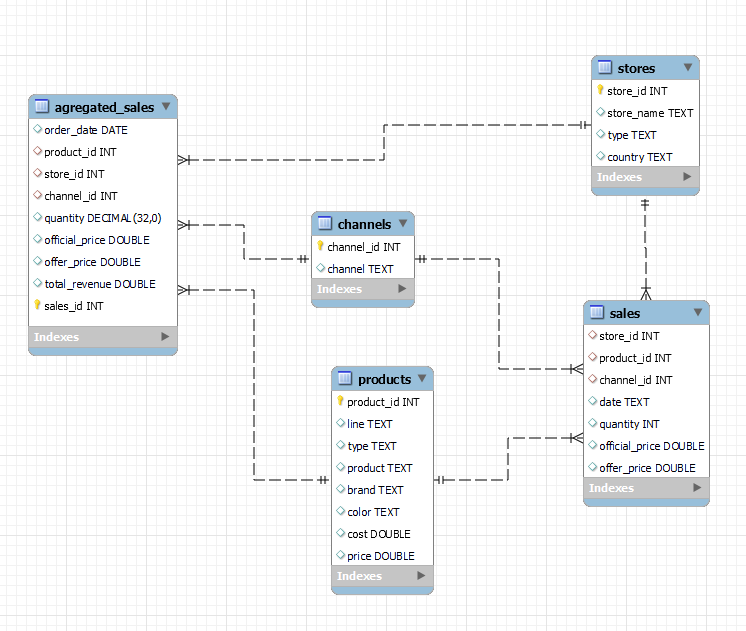 agregated_sales
order_date DATE
product_id INT
store_id INT
channel_id INT
quantity DECIMAL(32,0)
official_price DOUBLE
offer_price DOUBLE
total_revenue DOUBLE
sales_id INT
Indexes
channels
channel_id INT
channel TEXT
Indexes
products
product_id INT
line TEXT
type TEXT
product TEXT
brand TEXT
color TEXT
cost DOUBLE
price DOUBLE
Indexes
stores
store_id INT
store_name TEXT
type TEXT
country TEXT
Indexes
sales
store_id INT
product_id INT
channel_id INT
date TEXT
quantity INT
official_price DOUBLE
offer_price DOUBLE
Indexes